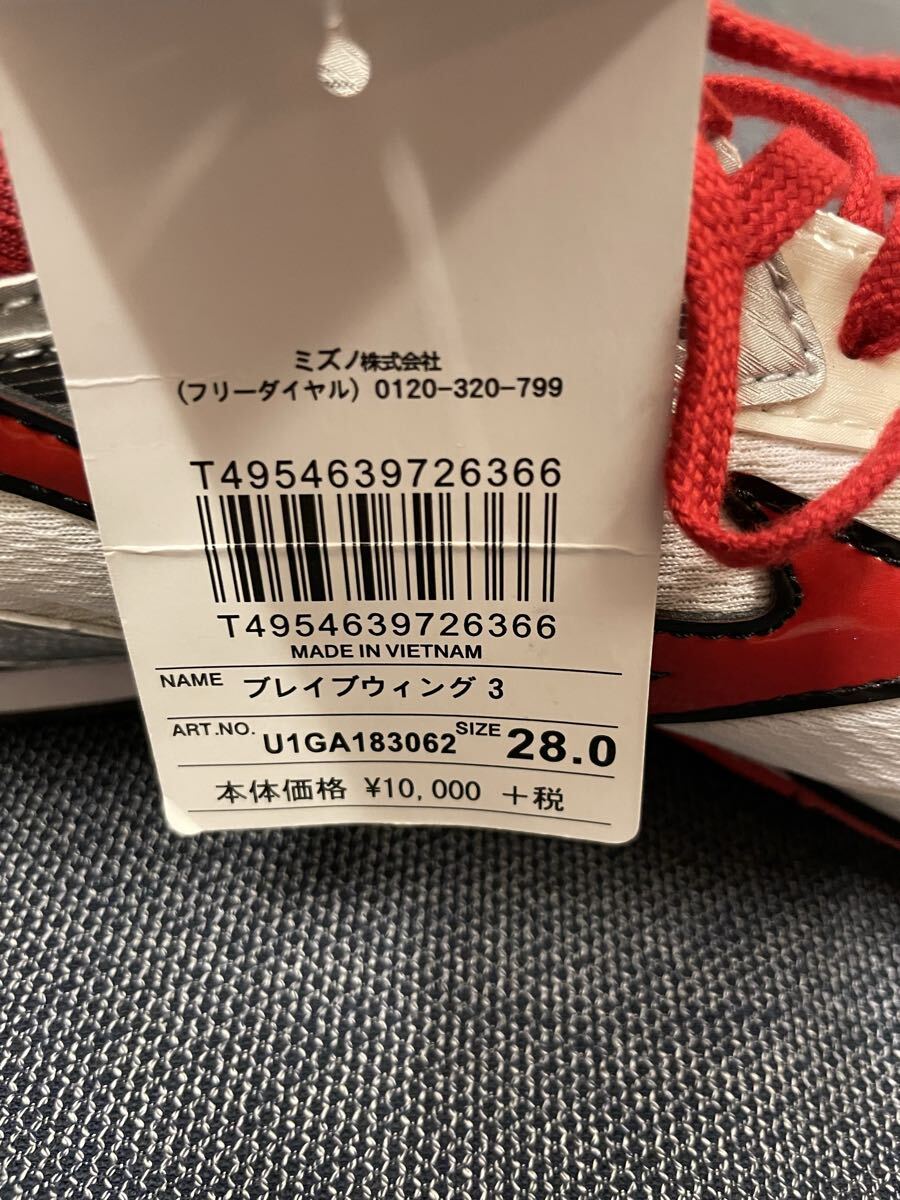 ミズノ株式会社
(フリーダイヤル) 0120-320-799
T4954639726366
T4954639726366
MADE IN VIETNAM
NAME ブレイブウィング 3
ART.NO. U1GA183062 SIZE 28.0
本体価格 ¥10,000 +税